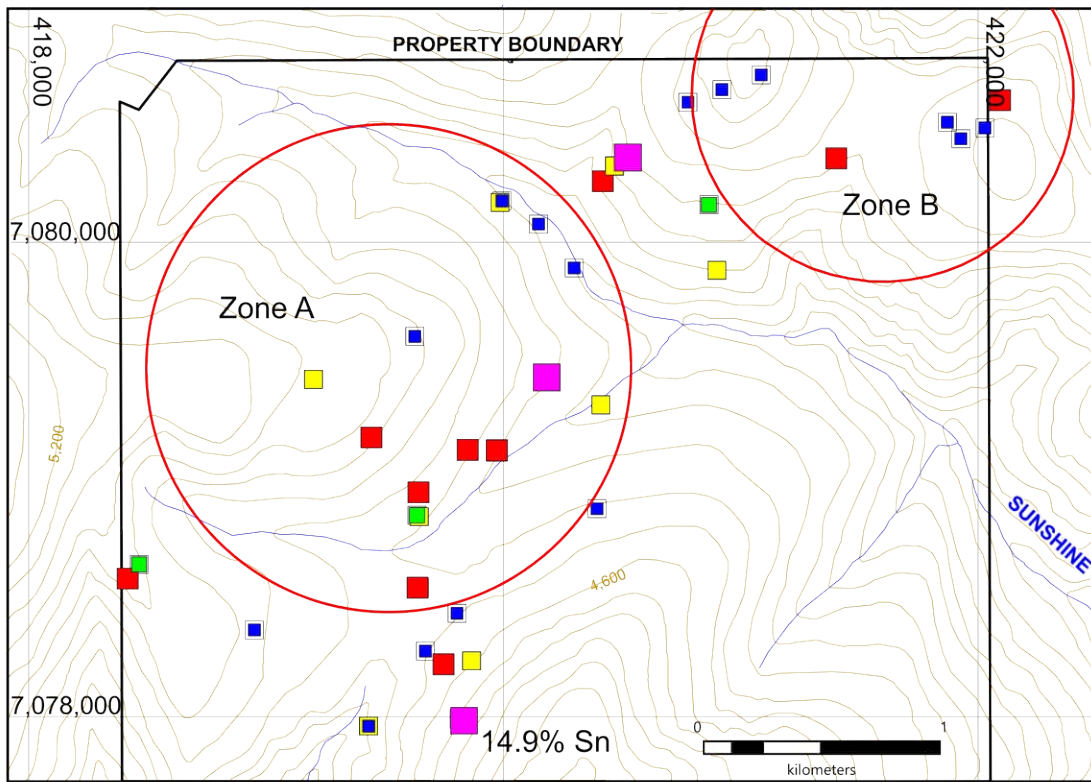 418,000
PROPERTY BOUNDARY
422,000
Zone B
7,080,000
Zone A
5,200
SUNSHINE
4,600
7,078,000
14.9% Sn
0
1
kilometers